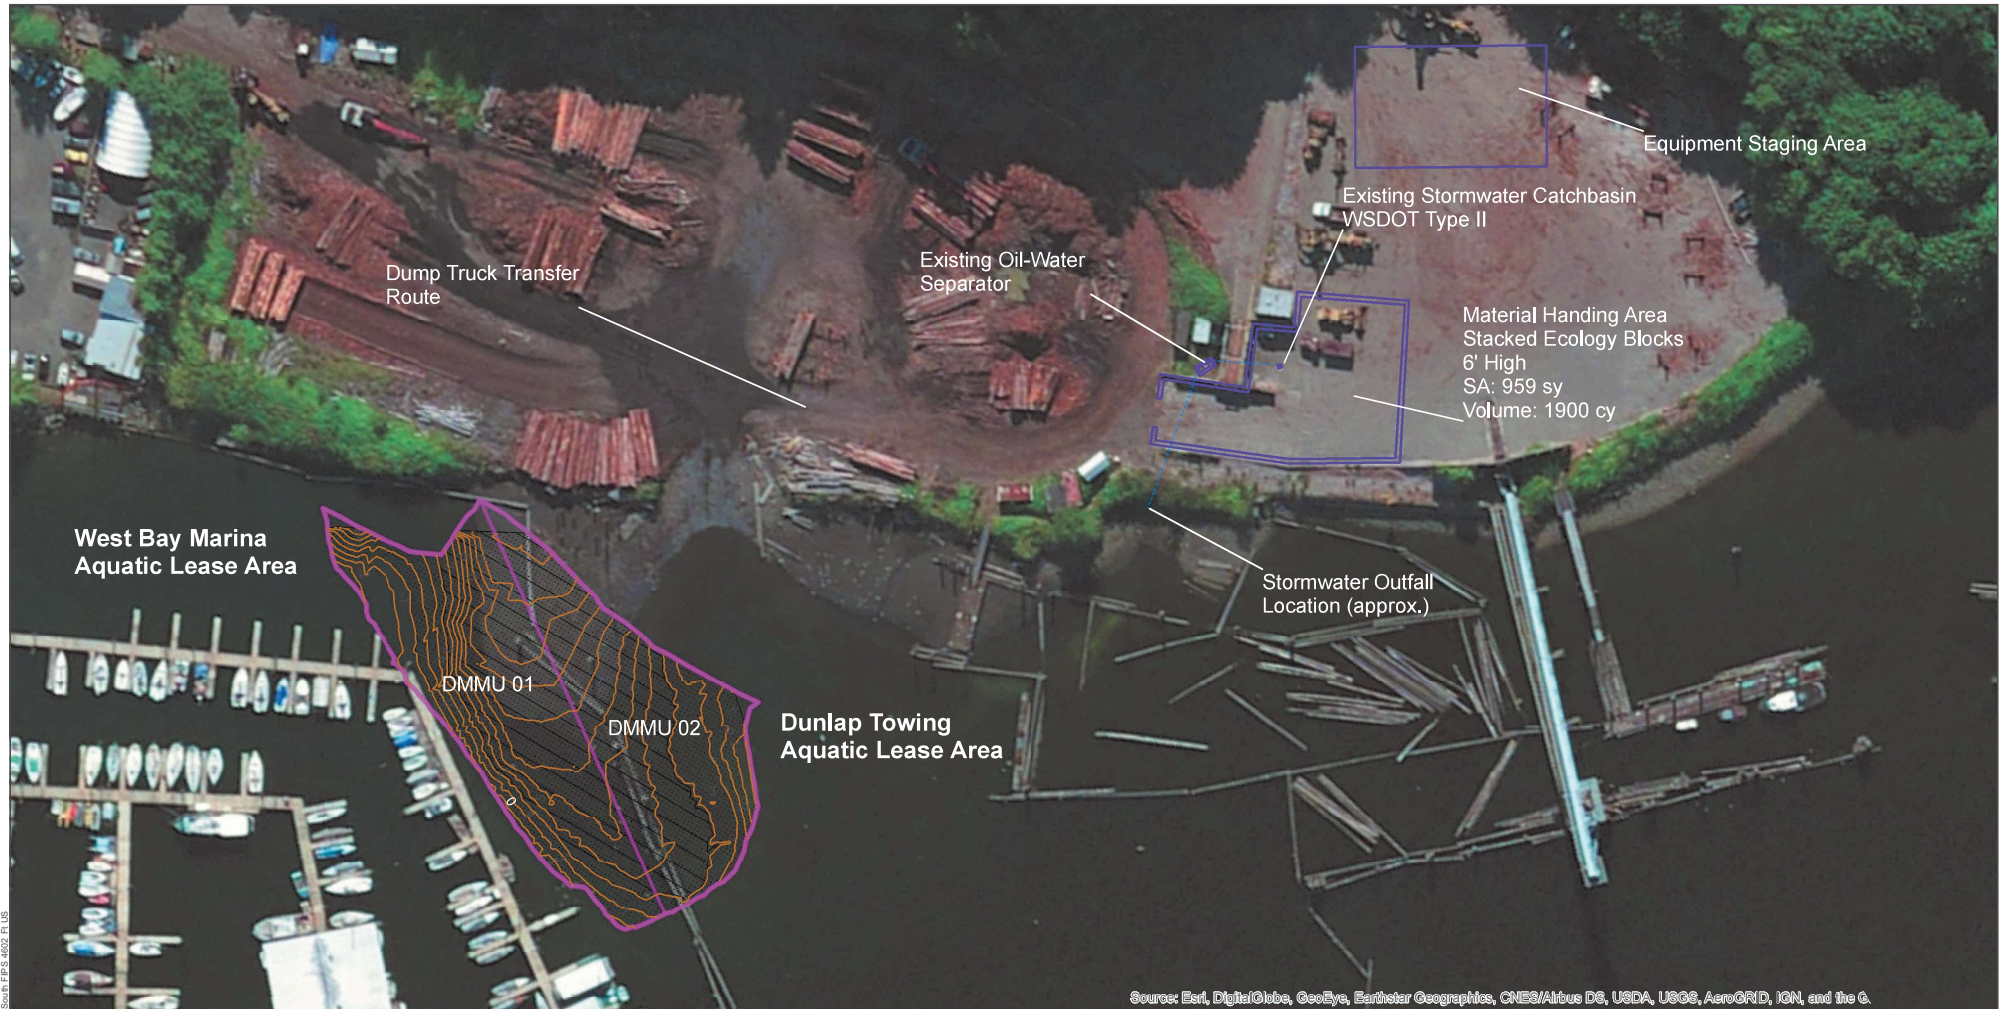 Equipment Staging Area
Existing Stormwater Catchbasin
WSDOT Type II
Existing Oil-Water
Separator
Dump Truck Transfer
Route
Material Handing Area
Stacked Ecology Blocks
6' High
SA: 959 sy
Volume: 1900 cy
West Bay Marina
Aquatic Lease Area
Stormwater Outfall
Location (approx.)
DMMU 01
DMMU 02
Dunlap Towing
Aquatic Lease Area
0
South FIPS 4602 Ft US
Source: Esri, DigitalGlobe, GeoEye, Earthstar Geographics, CNES/Airbus DS, USDA, USGS, AeroGRID, IGN, and the G